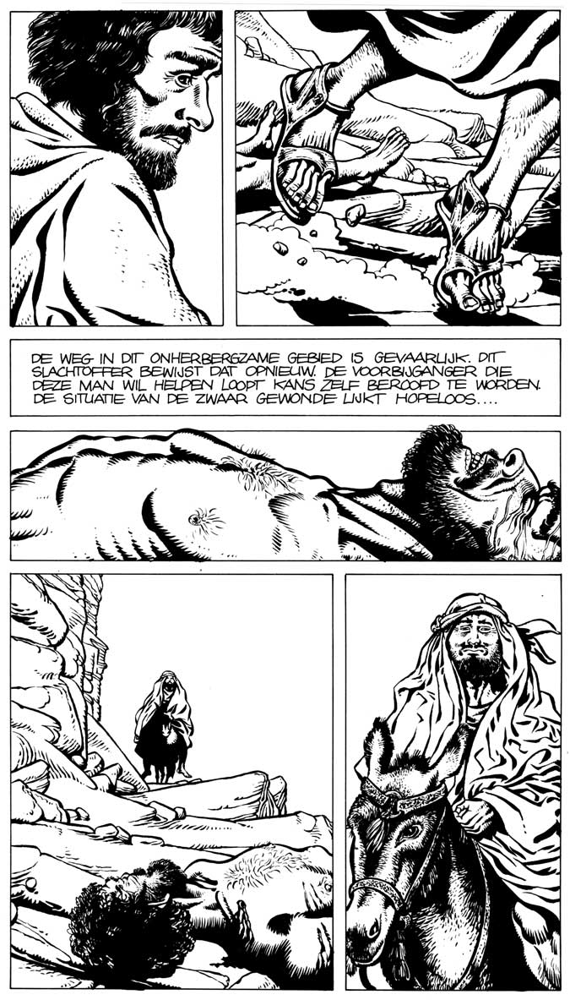 DE WEG IN DIT ONHERBERGZAME GEBIED IS GEVAARLIJK. DIT
SLACHTOFFER BEWIJST DAT OPNIEUW. DE VOORBIJGANGER DIE
DEZE MAN WIL HELPEN LOOPT KANS ZELF BEROOFD TE WORDEN.
DE SITUATIE VAN DE ZWAAR GEWONDE LIJKT HOPELOOS....